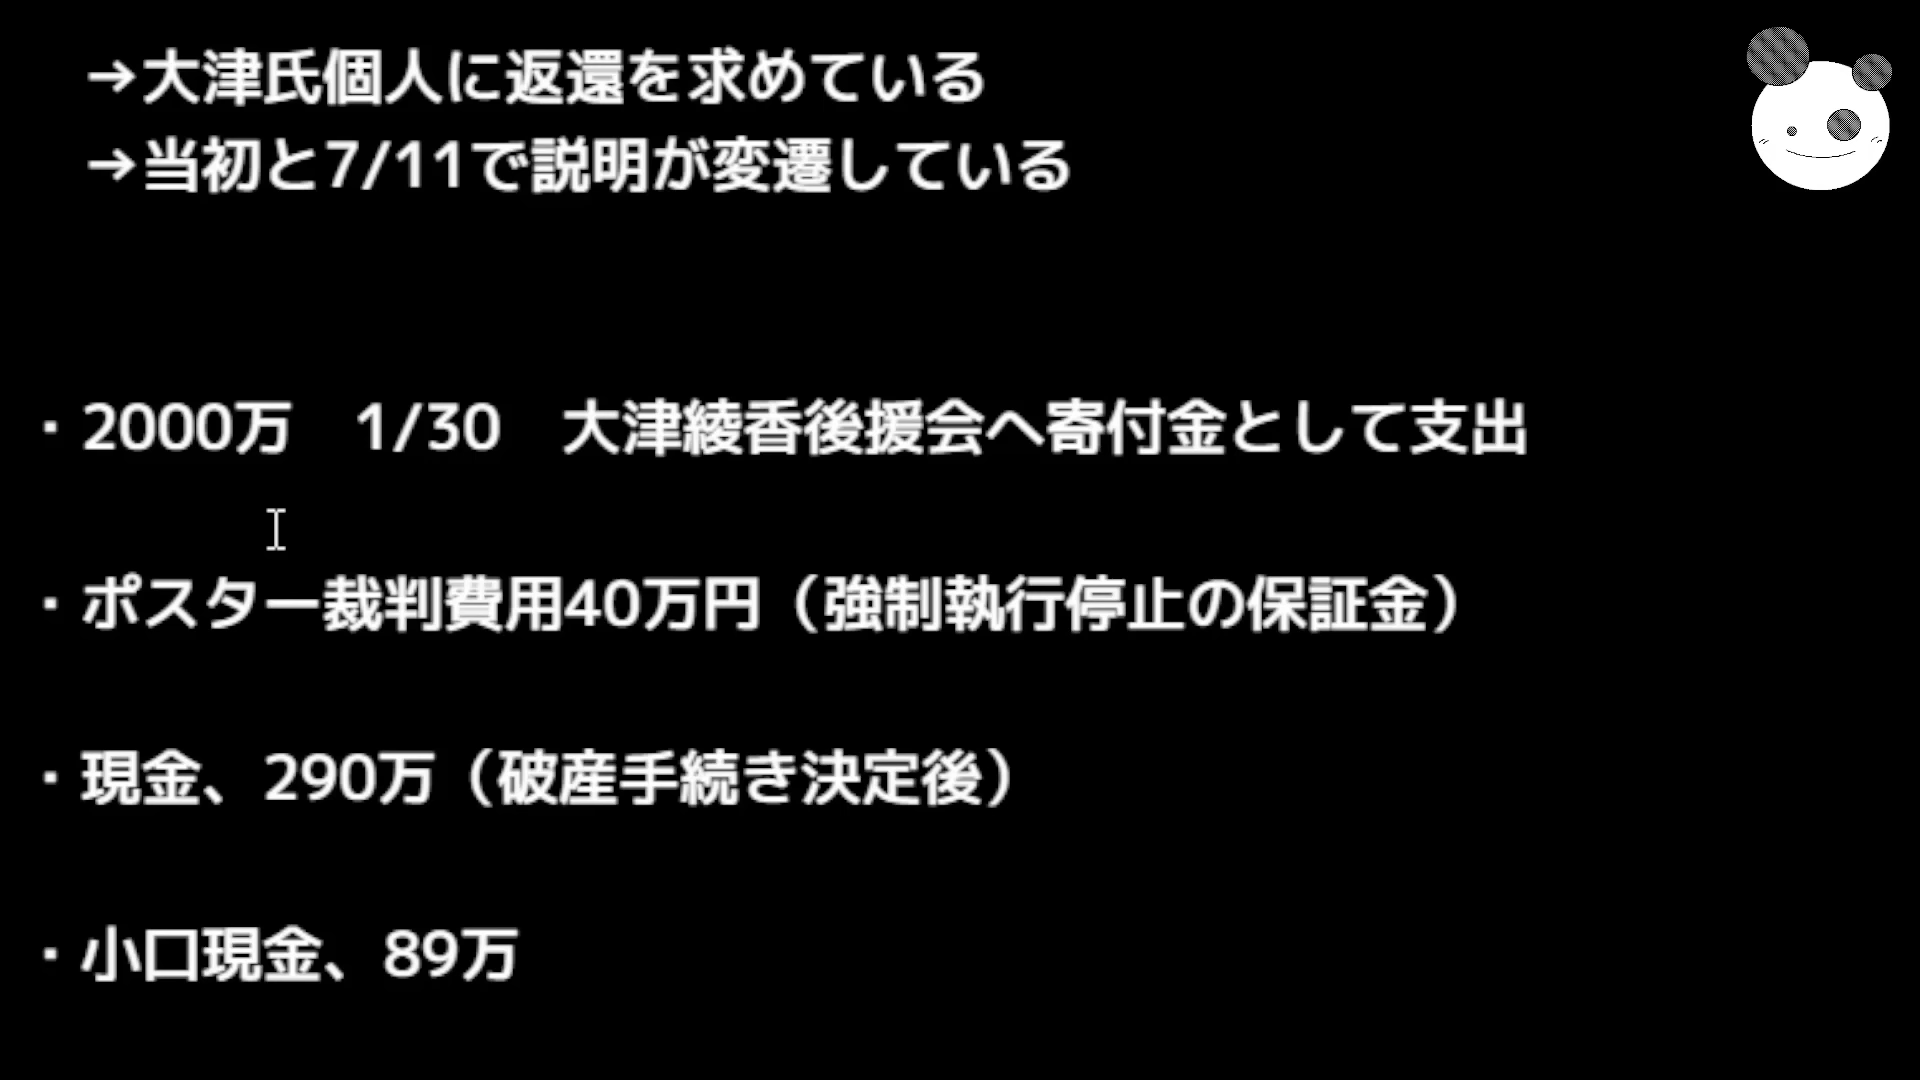 →大津氏個人に返還を求めている
→当初と7/11で説明が変遷している
・2000万　1/30　大津綾香後援会へ寄付金として支出
・ポスター裁判費用40万円（強制執行停止の保証金）
・現金、290万（破産手続き決定後）
・小口現金、89万